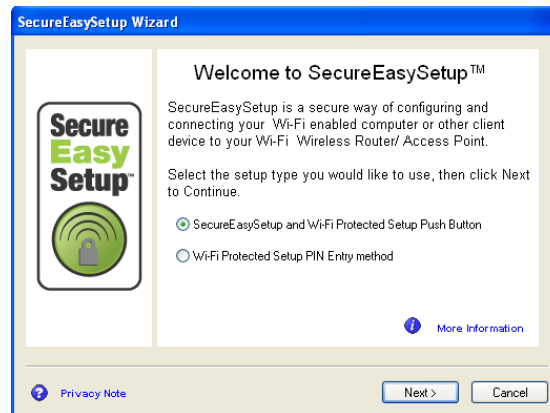 SecureEasySetup Wizard
Secure
Easy
Setup™
Welcome to SecureEasySetup™
SecureEasySetup is a secure way of configuring and
connecting your Wi-Fi enabled computer or other client
device to your Wi-Fi Wireless Router/ Access Point.
Select the setup type you would like to use, then click Next
to Continue.
SecureEasySetup and Wi-Fi Protected Setup Push Button
Wi-Fi Protected Setup PIN Entry method
i More Information
? Privacy Note
Next >
Cancel